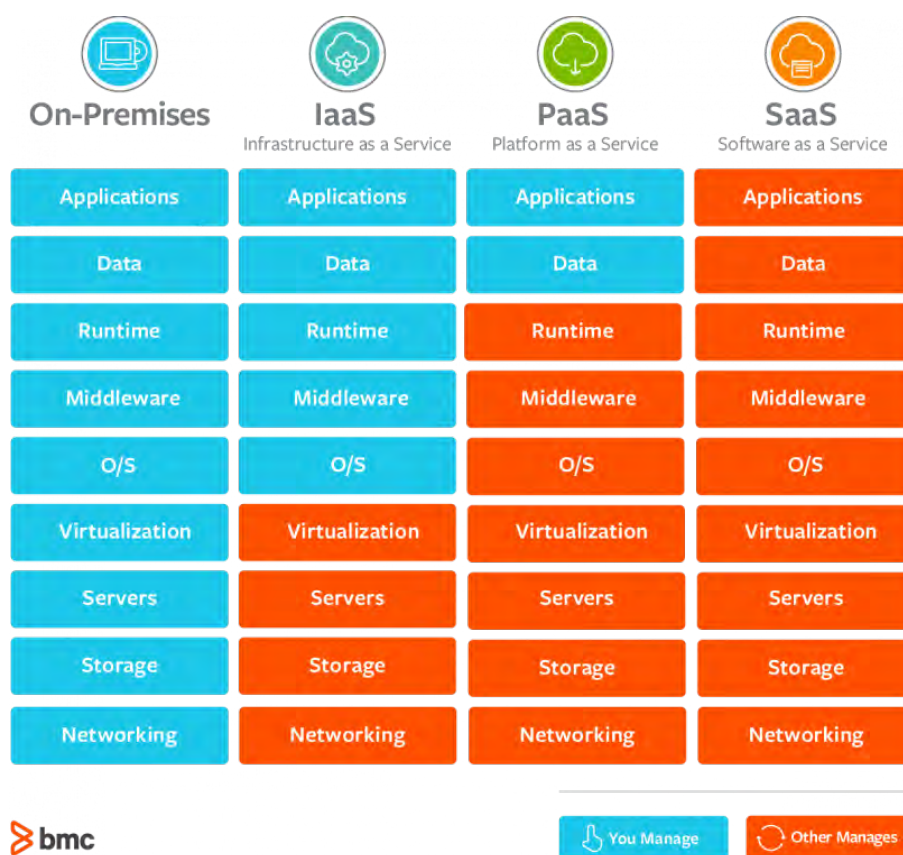 On-Premises
IaaS
Infrastructure as a Service
PaaS
Platform as a Service
SaaS
Software as a Service
Applications Applications Applications Applications
Data Data Data Data
Runtime Runtime Runtime Runtime
Middleware Middleware Middleware Middleware
O/S O/S O/S O/S
Virtualization Virtualization Virtualization Virtualization
Servers Servers Servers Servers
Storage Storage Storage Storage
Networking Networking Networking Networking
bmc
You Manage
Other Manages